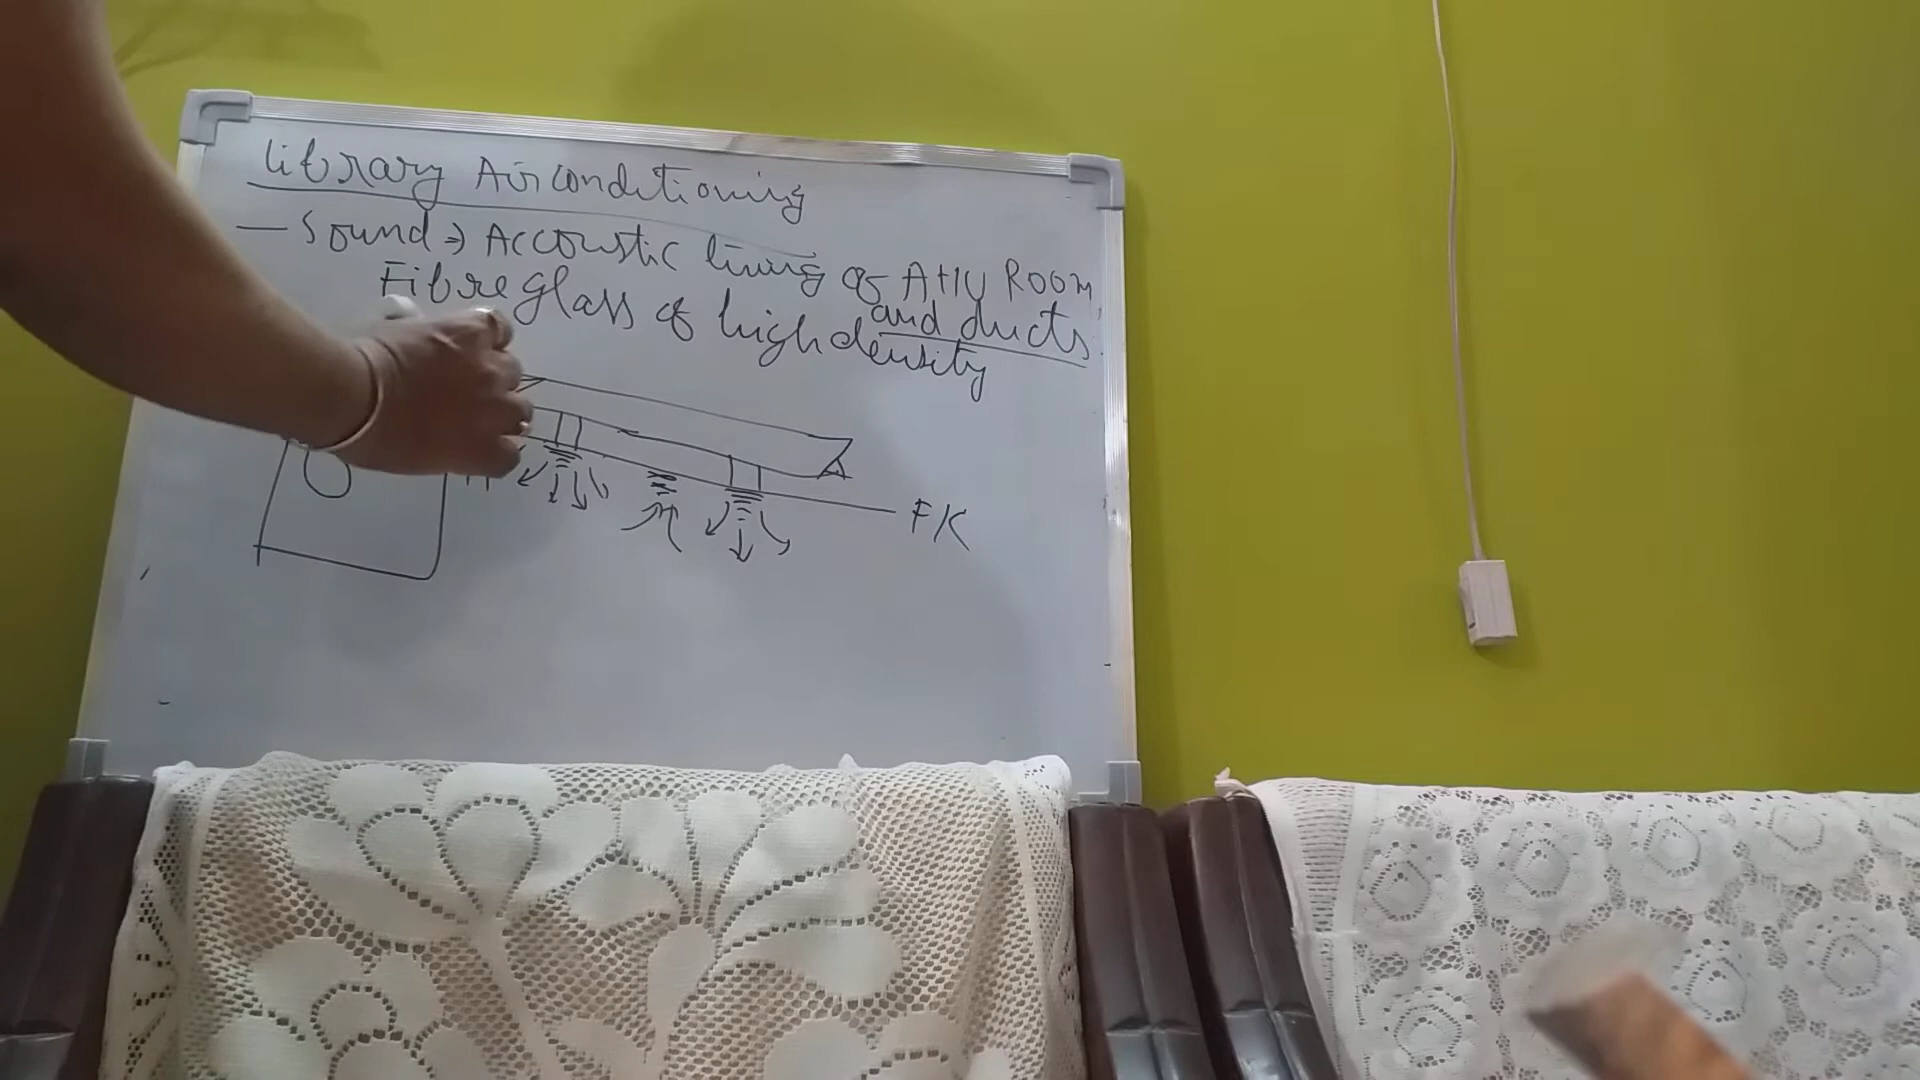 Library Airconditioning
— Sound ⇒ Accoustic lining of AHU Room
and ducts
Fibreglass of high density
FK